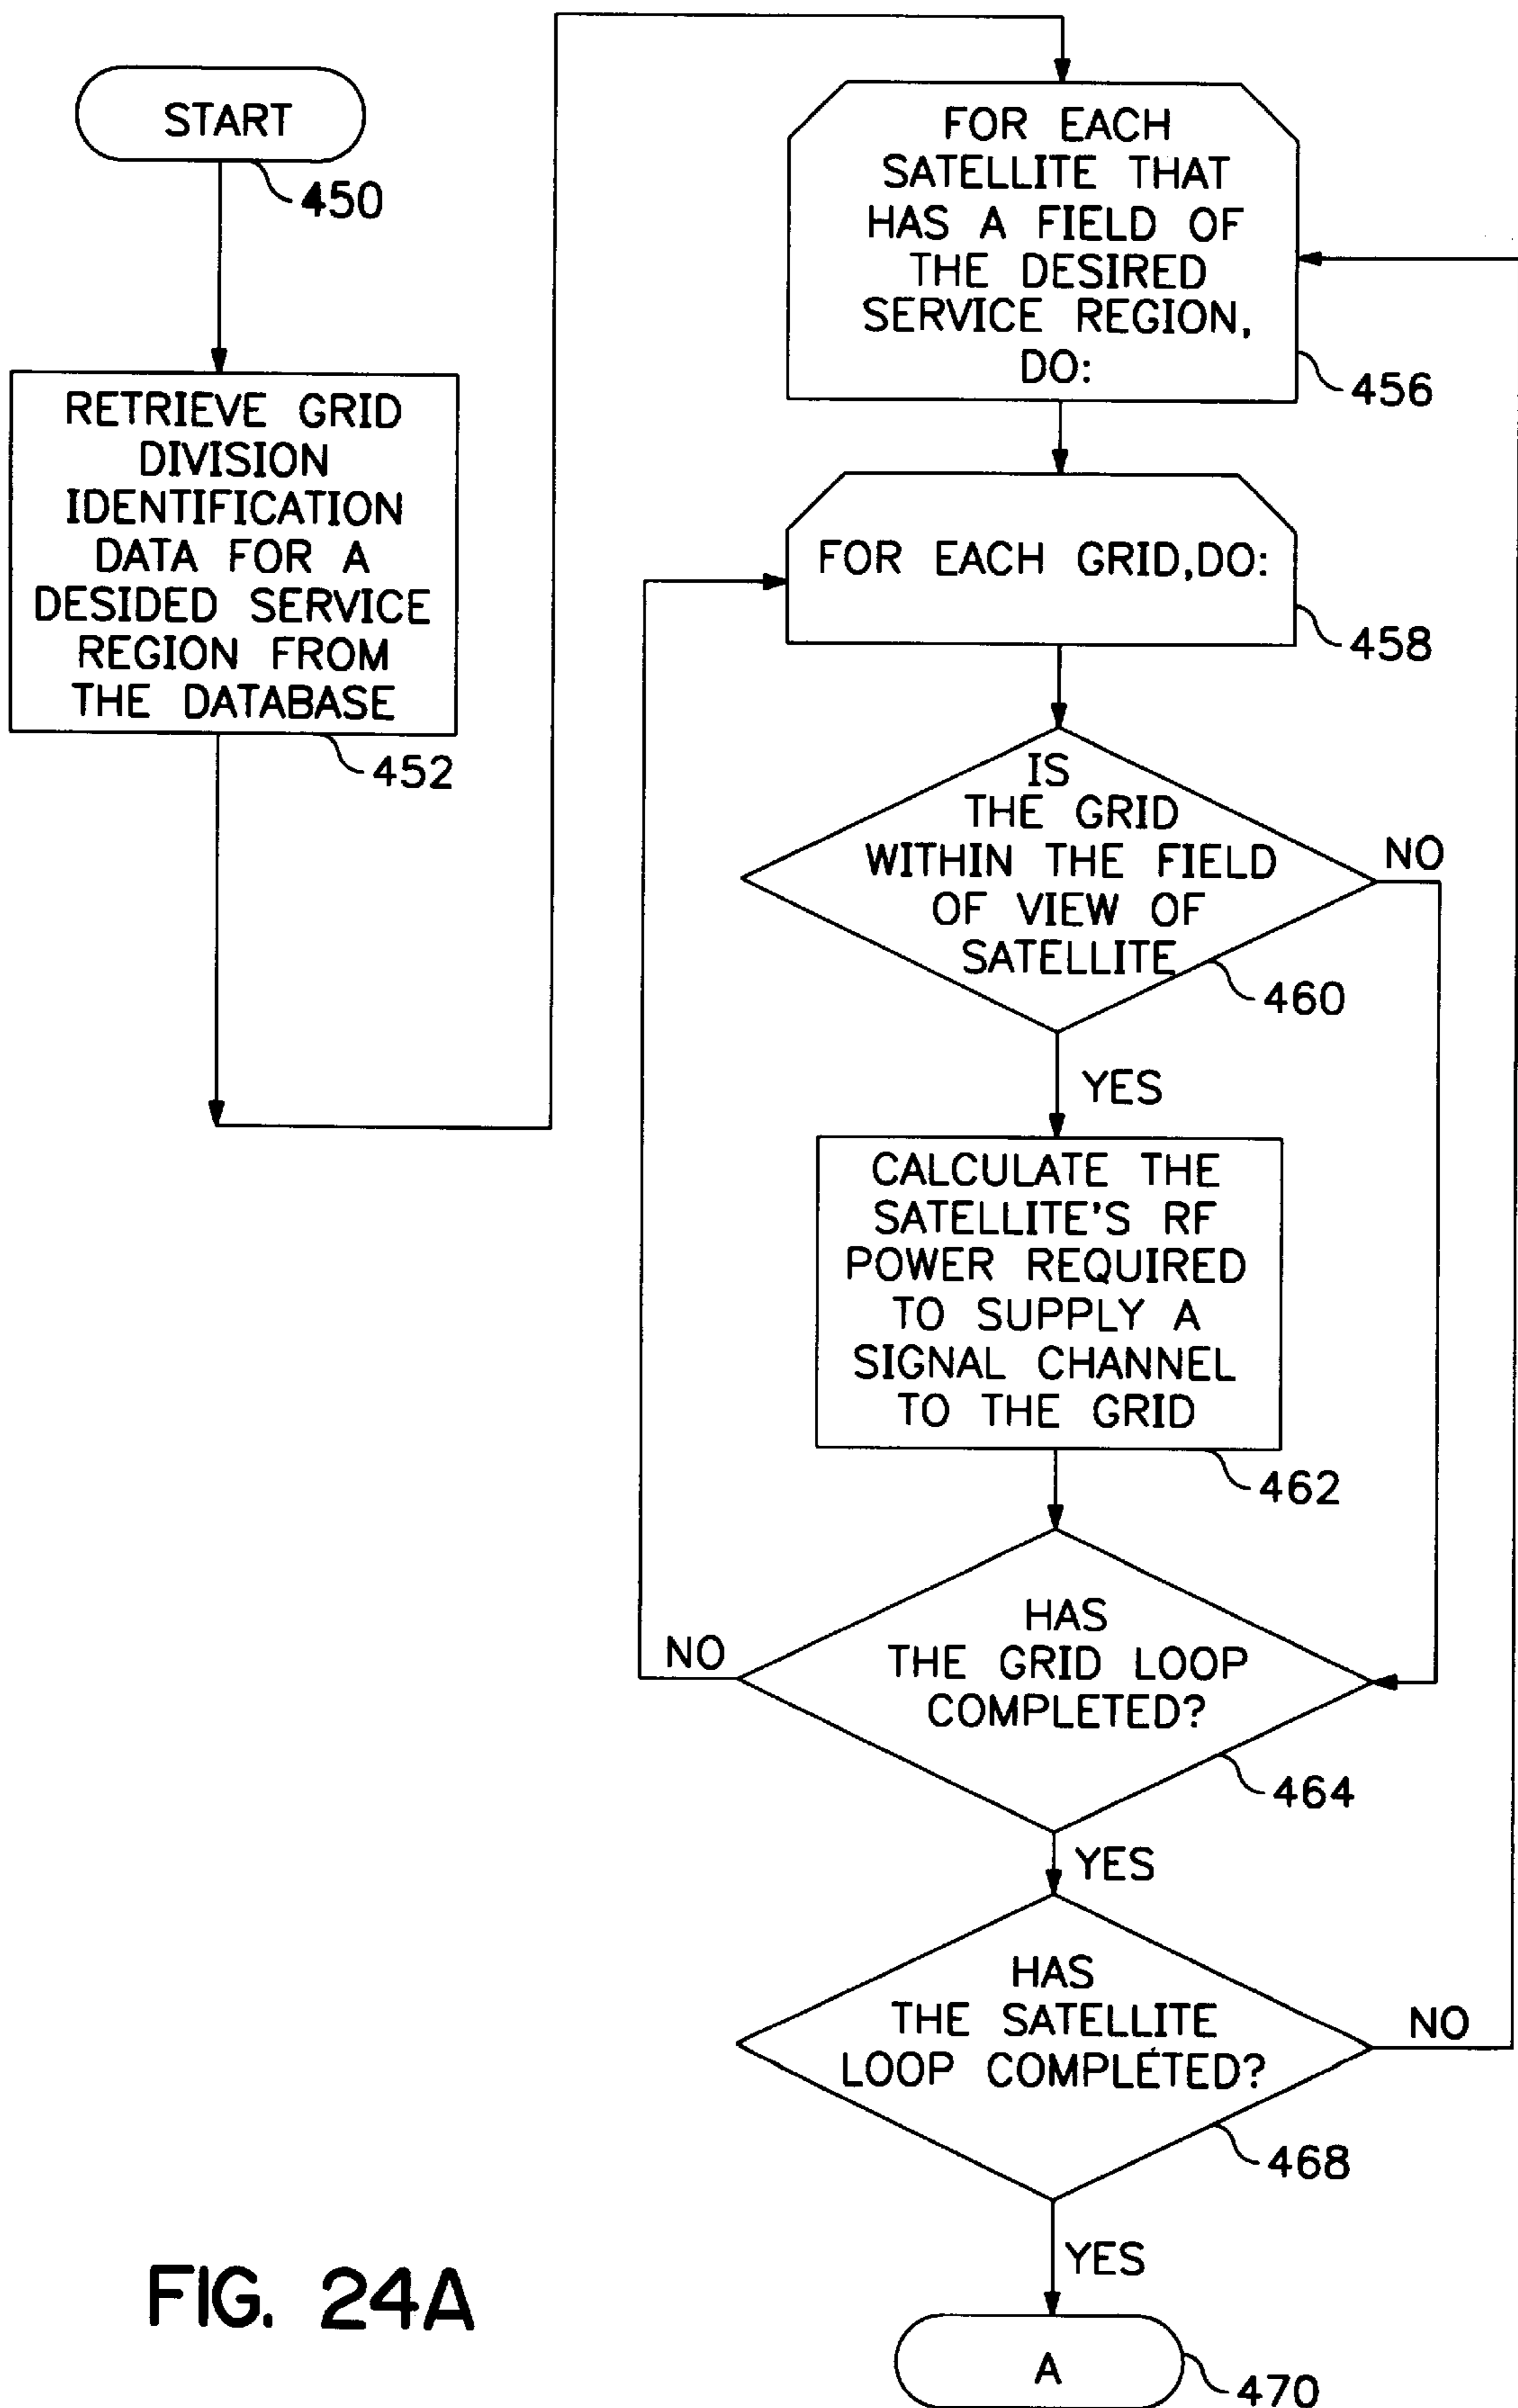 START
450
RETRIEVE GRID
DIVISION
IDENTIFICATION
DATA FOR A
DESIDED SERVICE
REGION FROM
THE DATABASE
452
FOR EACH
SATELLITE THAT
HAS A FIELD OF
THE DESIRED
SERVICE REGION,
DO:
456
FOR EACH GRID,DO:
458
IS
THE GRID
WITHIN THE FIELD
OF VIEW OF
SATELLITE
460
NO
YES
CALCULATE THE
SATELLITE'S RF
POWER REQUIRED
TO SUPPLY A
SIGNAL CHANNEL
TO THE GRID
462
HAS
THE GRID LOOP
COMPLETED?
464
NO
YES
HAS
THE SATELLITE
LOOP COMPLETED?
468
NO
YES
A
470
FIG. 24A